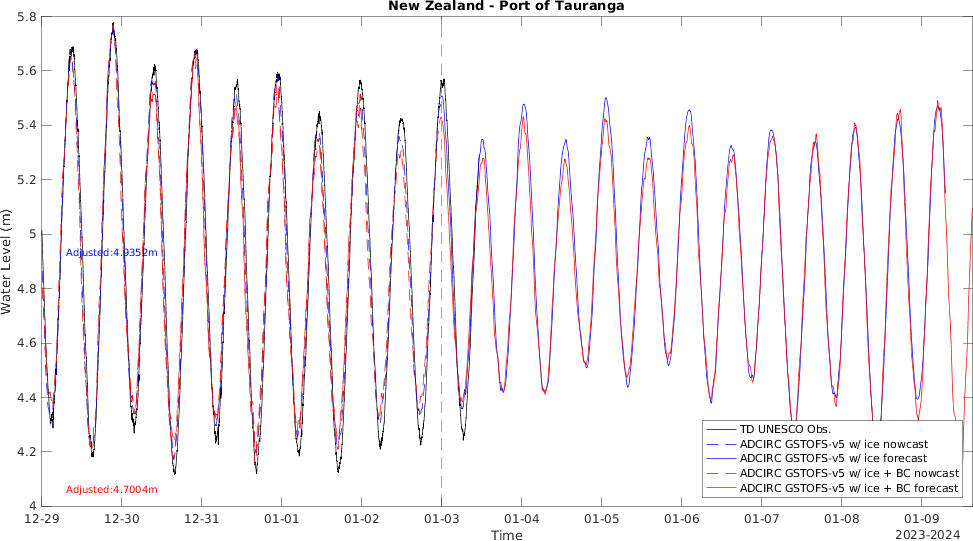 New Zealand - Port of Tauranga
Water Level (m)
5.8
5.6
5.4
5.2
5
4.8
4.6
4.4
4.2
4
Adjusted:4.9352m
Adjusted:4.7004m
TD UNESCO Obs.
ADCIRC GSTOFS-v5 w/ ice nowcast
ADCIRC GSTOFS-v5 w/ ice forecast
ADCIRC GSTOFS-v5 w/ ice + BC nowcast
ADCIRC GSTOFS-v5 w/ ice + BC forecast
12-29 12-30 12-31 01-01 01-02 01-03 01-04 01-05 01-06 01-07 01-08 01-09
2023-2024
Time